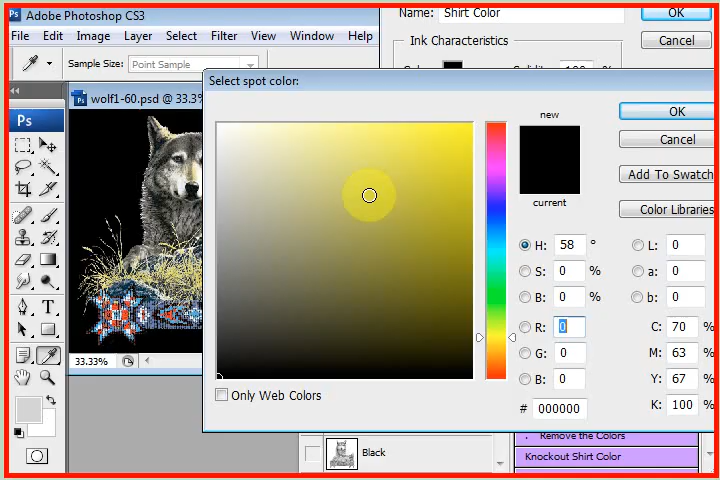 Adobe Photoshop CS3
Name: Shirt Color
OK
File Edit Image Layer Select Filter View Window Help
Ink Characteristics
Cancel
Sample Size: Point Sample
Solidity: 100 %
Select spot color:
wolf1-60.psd @ 33.3%
Ps
new
OK
Cancel
Add To Swatch
current
Color Libraries
H: 58 °
L: 0
S: 0 %
a: 0
B: 0 %
b: 0
R: 0
C: 70 %
G: 0
M: 63 %
B: 0
Y: 67 %
# 000000
K: 100 %
33.33%
Only Web Colors
Remove the Colors
Black
Knockout Shirt Color